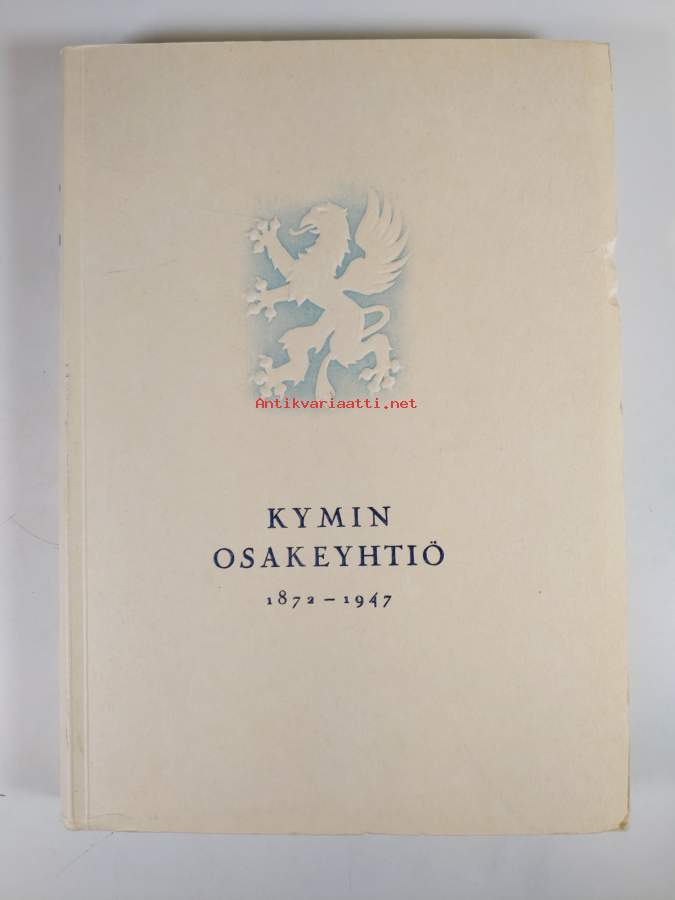 Antikvariaatti.net
KYMIN
OSAKEYHTIÖ
1872 – 1947